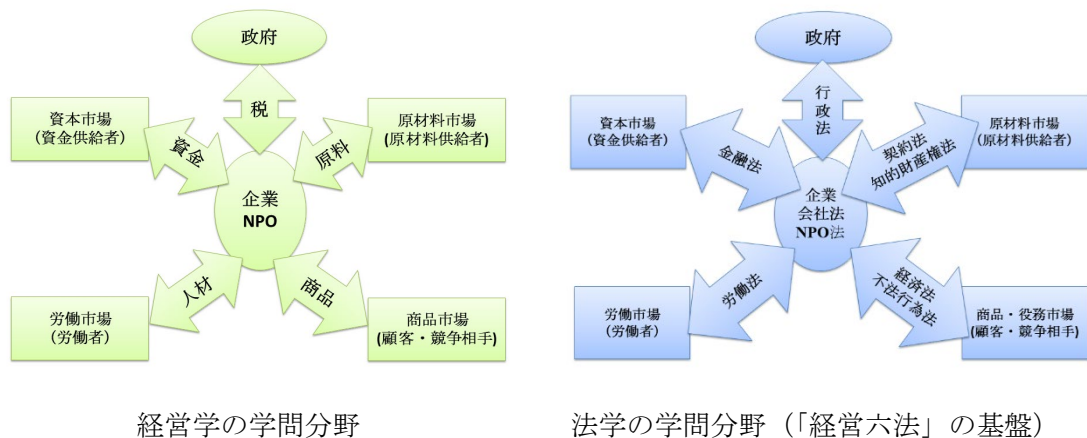 政府
税
資本市場
（資金供給者）
資金
原材料市場
(原材料供給者)
原料
企業
NPO
人材
労働市場
（労働者）
商品
商品市場
(顧客・競争相手)
経営学の学問分野
政府
行政法
資本市場
（資金供給者）
金融法
原材料市場
（原材料供給者）
契約法
知的財産権法
企業
会社法
NPO法
労働法
労働市場
（労働者）
経済法
不法行為法
商品・役務市場
(顧客・競争相手)
法学の学問分野（「経営六法」の基盤）